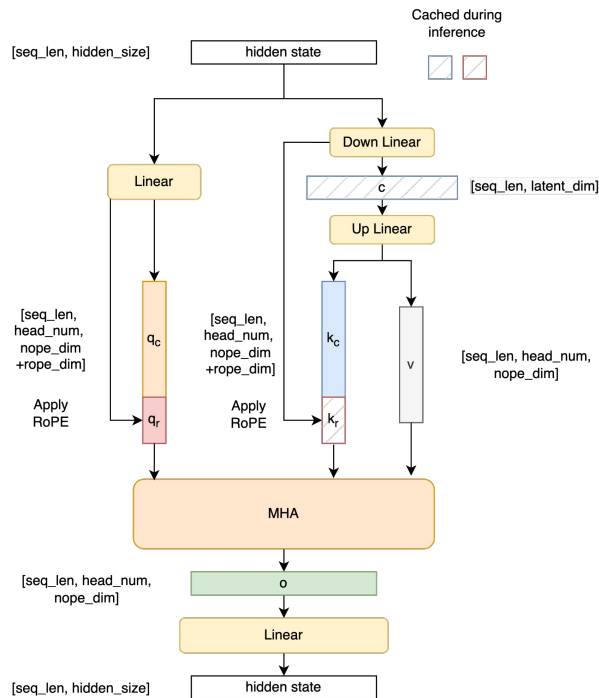 Cached during
inference
[seq_len, hidden_size]
hidden state
Down Linear
Linear
c
[seq_len, latent_dim]
Up Linear
[seq_len,
head_num,
nope_dim
+rope_dim]
q_c
[seq_len,
head_num,
nope_dim
+rope_dim]
k_c
v
[seq_len, head_num,
nope_dim]
Apply
RoPE
q_r
Apply
RoPE
k_r
MHA
[seq_len, head_num,
nope_dim]
o
Linear
[seq_len, hidden_size]
hidden state